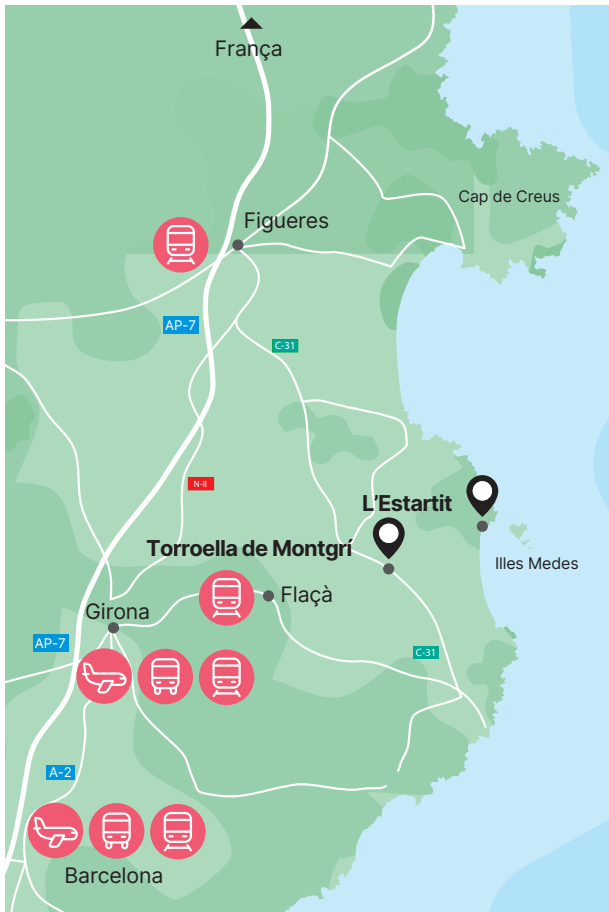 França
Cap de Creus
Figueres
AP-7
C-31
N-II
L'Estartit
Torroella de Montgrí
Illes Medes
Flaçà
Girona
AP-7
C-31
A-2
Barcelona